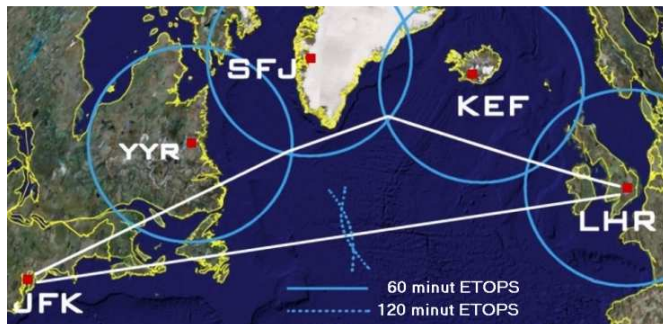 SFJ
KEF
YYR
LHR
JFK
60 minut ETOPS
120 minut ETOPS